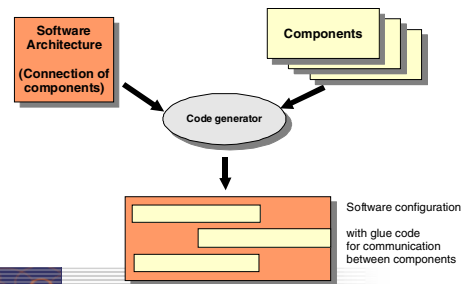 Software
Architecture
(Connection of
components)
Components
Code generator
Software configuration
with glue code
for communication
between components